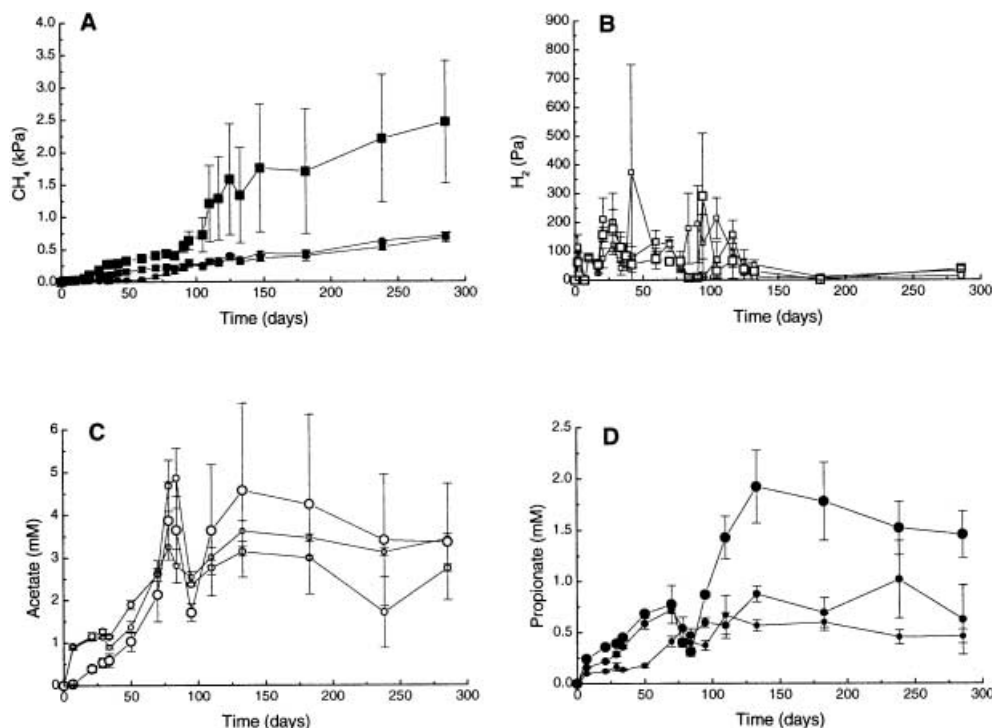 A
4.0
3.5
3.0
2.5
2.0
1.5
1.0
0.5
0.0
CH₄ (kPa)
0 50 100 150 200 250 300
Time (days)
B
900
800
700
600
500
400
300
200
100
0
H₂ (Pa)
0 50 100 150 200 250 300
Time (days)
C
6
5
4
3
2
1
0
Acetate (mM)
0 50 100 150 200 250 300
Time (days)
D
2.5
2.0
1.5
1.0
0.5
0.0
Propionate (mM)
0 50 100 150 200 250 300
Time (days)